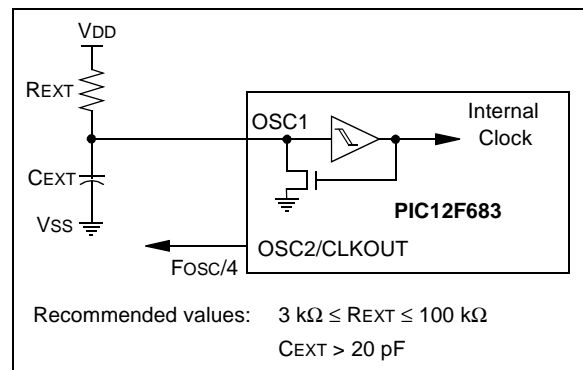 VDD
REXT
OSC1
Internal
Clock
CEXT
PIC12F683
VSS
OSC2/CLKOUT
FOSC/4
Recommended values: 3 kΩ ≤ REXT ≤ 100 kΩ
CEXT > 20 pF